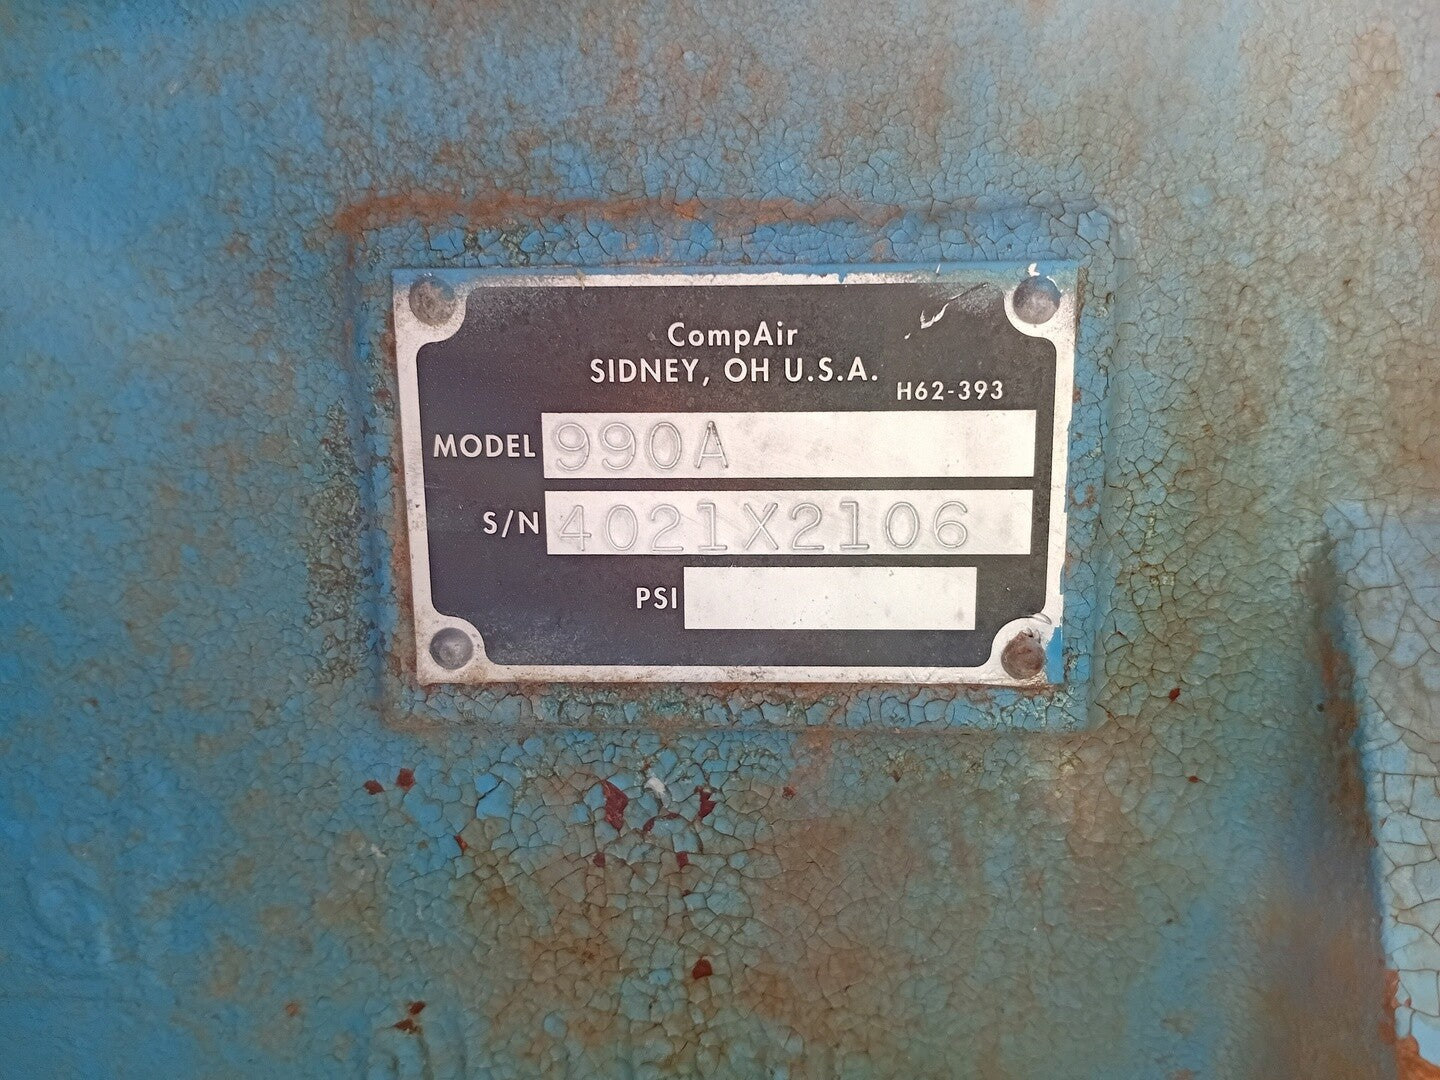 CompAir
SIDNEY, OH U.S.A.
H62-393
MODEL 990A
S/N 4021X2106
PSI